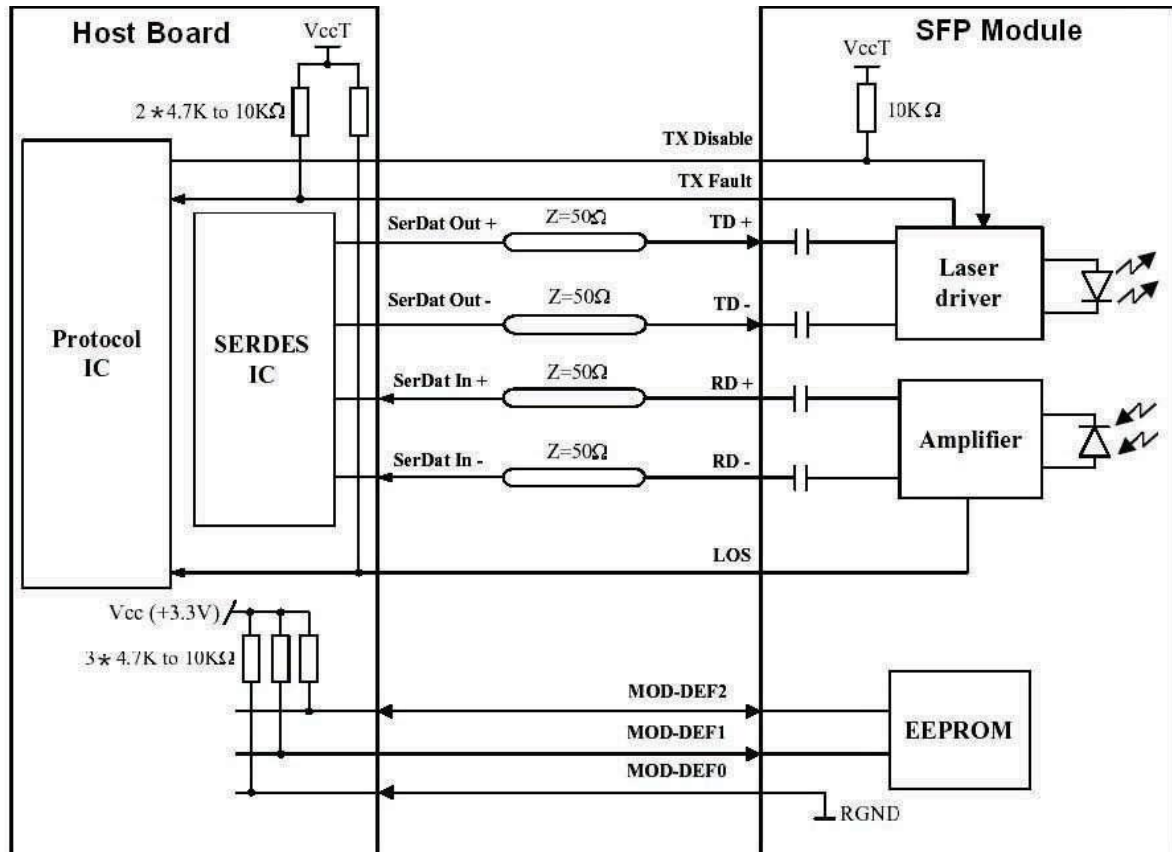 Host Board
SFP Module
VccT
VccT
2*4.7K to 10KΩ
10KΩ
TX Disable
TX Fault
SerDat Out +
Z=50Ω
TD +
SerDat Out -
Z=50Ω
TD -
Laser
driver
Protocol
IC
SERDES
IC
SerDat In +
Z=50Ω
RD +
SerDat In -
Z=50Ω
RD -
Amplifier
LOS
Vcc (+3.3V)
3*4.7K to 10KΩ
MOD-DEF2
MOD-DEF1
MOD-DEF0
EEPROM
RGND